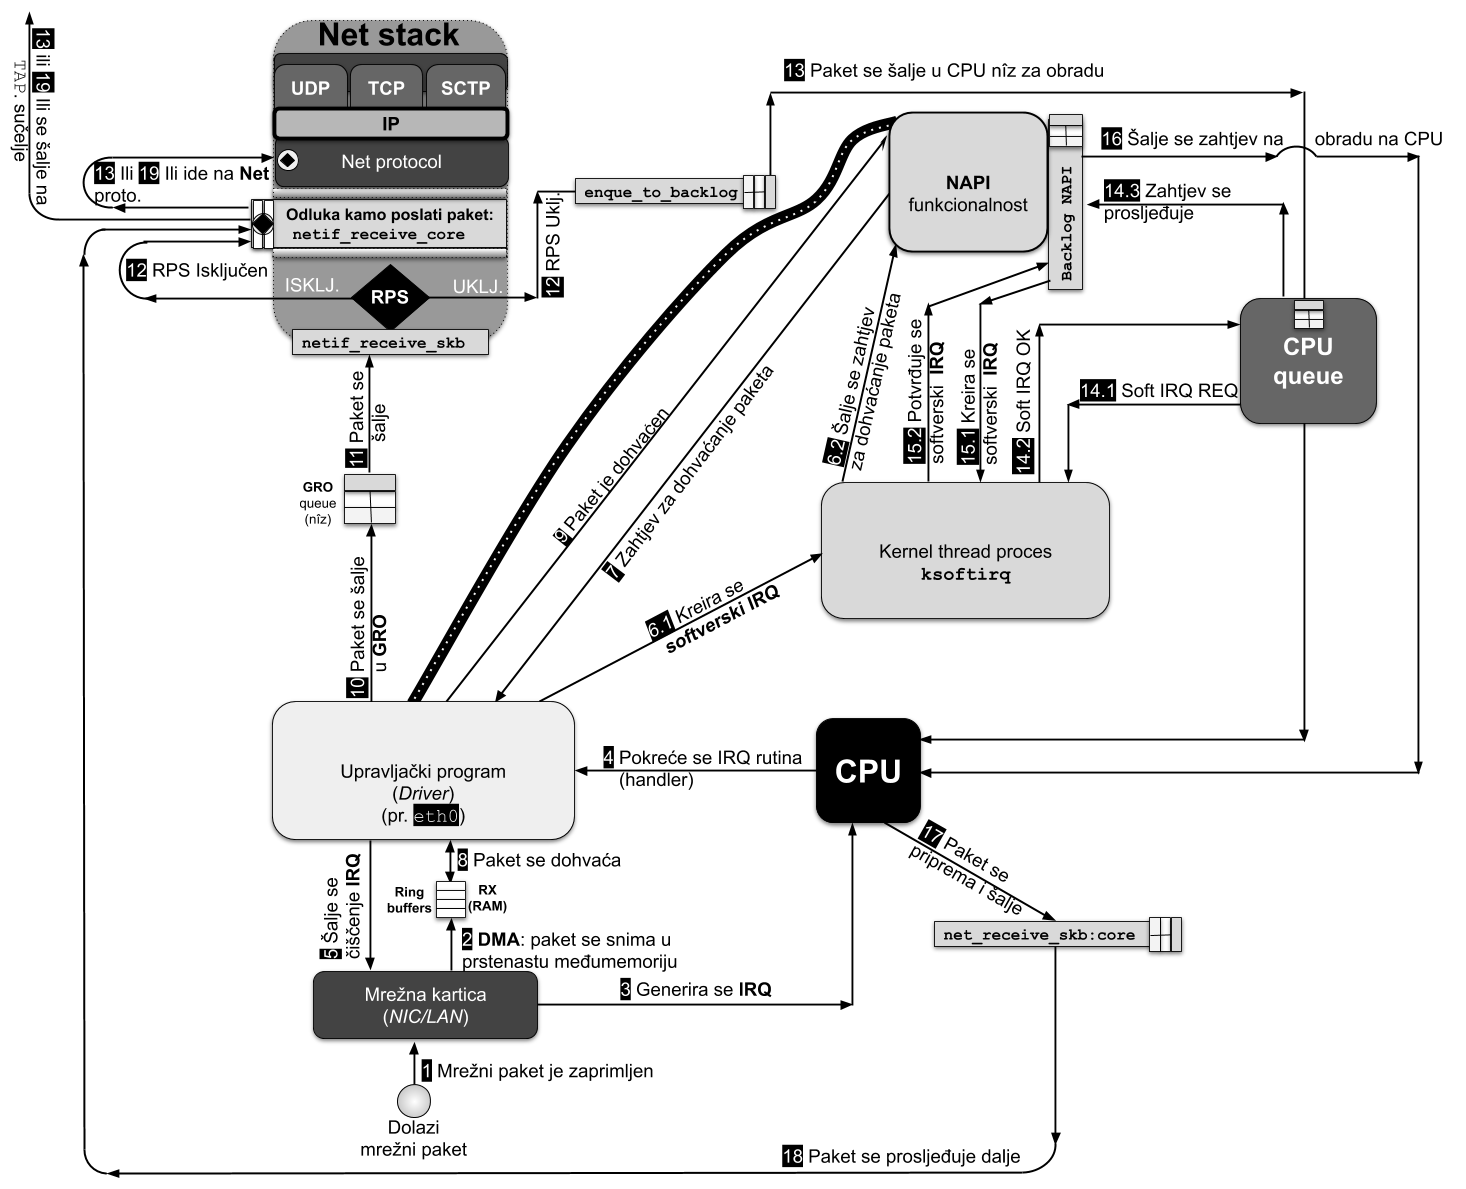 Net stack
UDP
TCP
SCTP
IP
Net protocol
13 ili 19 Ili se šalje na
TAP. sučelje
13 Ili 19 Ili ide na Net
proto.
Odluka kamo poslati paket:
netif_receive_core
12 RPS Isključen
ISKLJ.
RPS
UKLJ.
12 RPS Uklj.
netif_receive_skb
enque_to_backlog
13 Paket se šalje u CPU nîz za obradu
NAPI
funkcionalnost
Backlog NAPI
16 Šalje se zahtjev na
obradu na CPU
14.3 Zahtjev se
prosljeđuje
CPU
queue
14.1 Soft IRQ REQ
14.2 Soft IRQ OK
15.1 Kreira se
softverski IRQ
15.2 Potvrđuje se
softverski IRQ
6.2 Šalje se zahtjev
za dohvaćanje paketa
11 Paket se
šalje
GRO
queue
(nîz)
10 Paket se šalje
u GRO
9 Paket je dohvaćen
7 Zahtjev za dohvaćanje paketa
6.1 Kreira se
softverski IRQ
Kernel thread proces
ksoftirq
Upravljački program
(Driver)
(pr. eth0)
4 Pokreće se IRQ rutina
(handler)
CPU
5 Šalje se
čiščenje IRQ
8 Paket se dohvaća
Ring
buffers
RX
(RAM)
2 DMA: paket se snima u
prstenastu međumemoriju
17 Paket se
priprema i šalje
net_receive_skb:core
Mrežna kartica
(NIC/LAN)
3 Generira se IRQ
1 Mrežni paket je zaprimljen
Dolazi
mrežni paket
18 Paket se prosljeđuje dalje